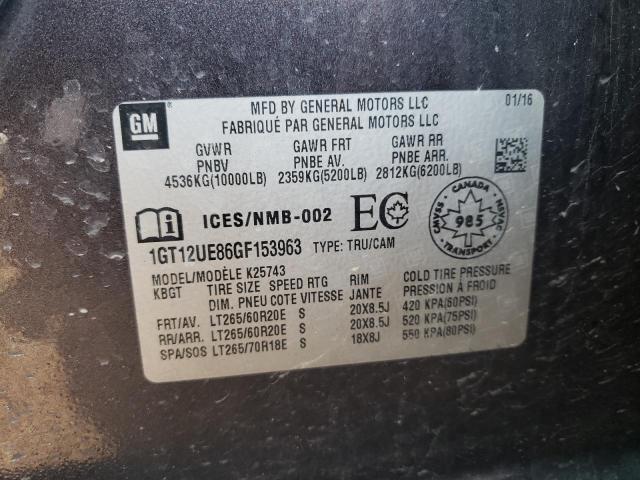 GM
MFD BY GENERAL MOTORS LLC 01/16
FABRIQUÉ PAR GENERAL MOTORS LLC
GVWR GAWR FRT GAWR RR
PNBV PNBE AV. PNBE ARR.
4536KG(10000LB) 2359KG(5200LB) 2812KG(6200LB)
ICES/NMB-002 EC
CANADA
CMVSS NSVAC
985
TRANSPORT
1GT12UE86GF153963 TYPE: TRU/CAM
MODEL/MODÈLE K25743
KBGT TIRE SIZE SPEED RTG RIM COLD TIRE PRESSURE
DIM. PNEU COTE VITESSE JANTE PRESSION À FROID
FRT/AV. LT265/60R20E S 20X8.5J 420 KPA(60PSI)
RR/ARR. LT265/60R20E S 20X8.5J 520 KPA(75PSI)
SPA/SOS LT265/70R18E S 18X8J 550 KPA(80PSI)